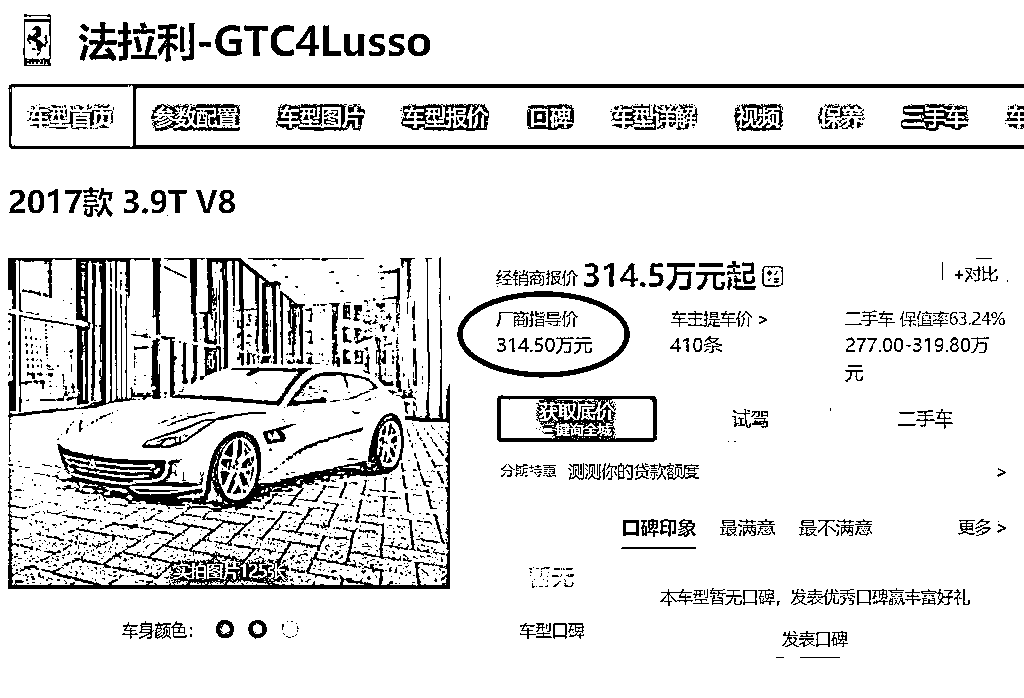 法拉利-GTC4Lusso
车型首页 参数配置 车型图片 车型报价 口碑 车型详解 视频 保养 二手车
2017款 3.9T V8
经销商报价 314.5万元起
+对比
厂商指导价 车主提车价 > 二手车 保值率63.24%
314.50万元 410条 277.00-319.80万
元
获取底价 试驾 二手车
一键问全城
分期特惠 测测你的贷款额度 >
口碑印象 最满意 最不满意 更多 >
实拍图片125张
暂无
本车型暂无口碑，发表优秀口碑赢丰富好礼
车身颜色： 车型口碑
发表口碑